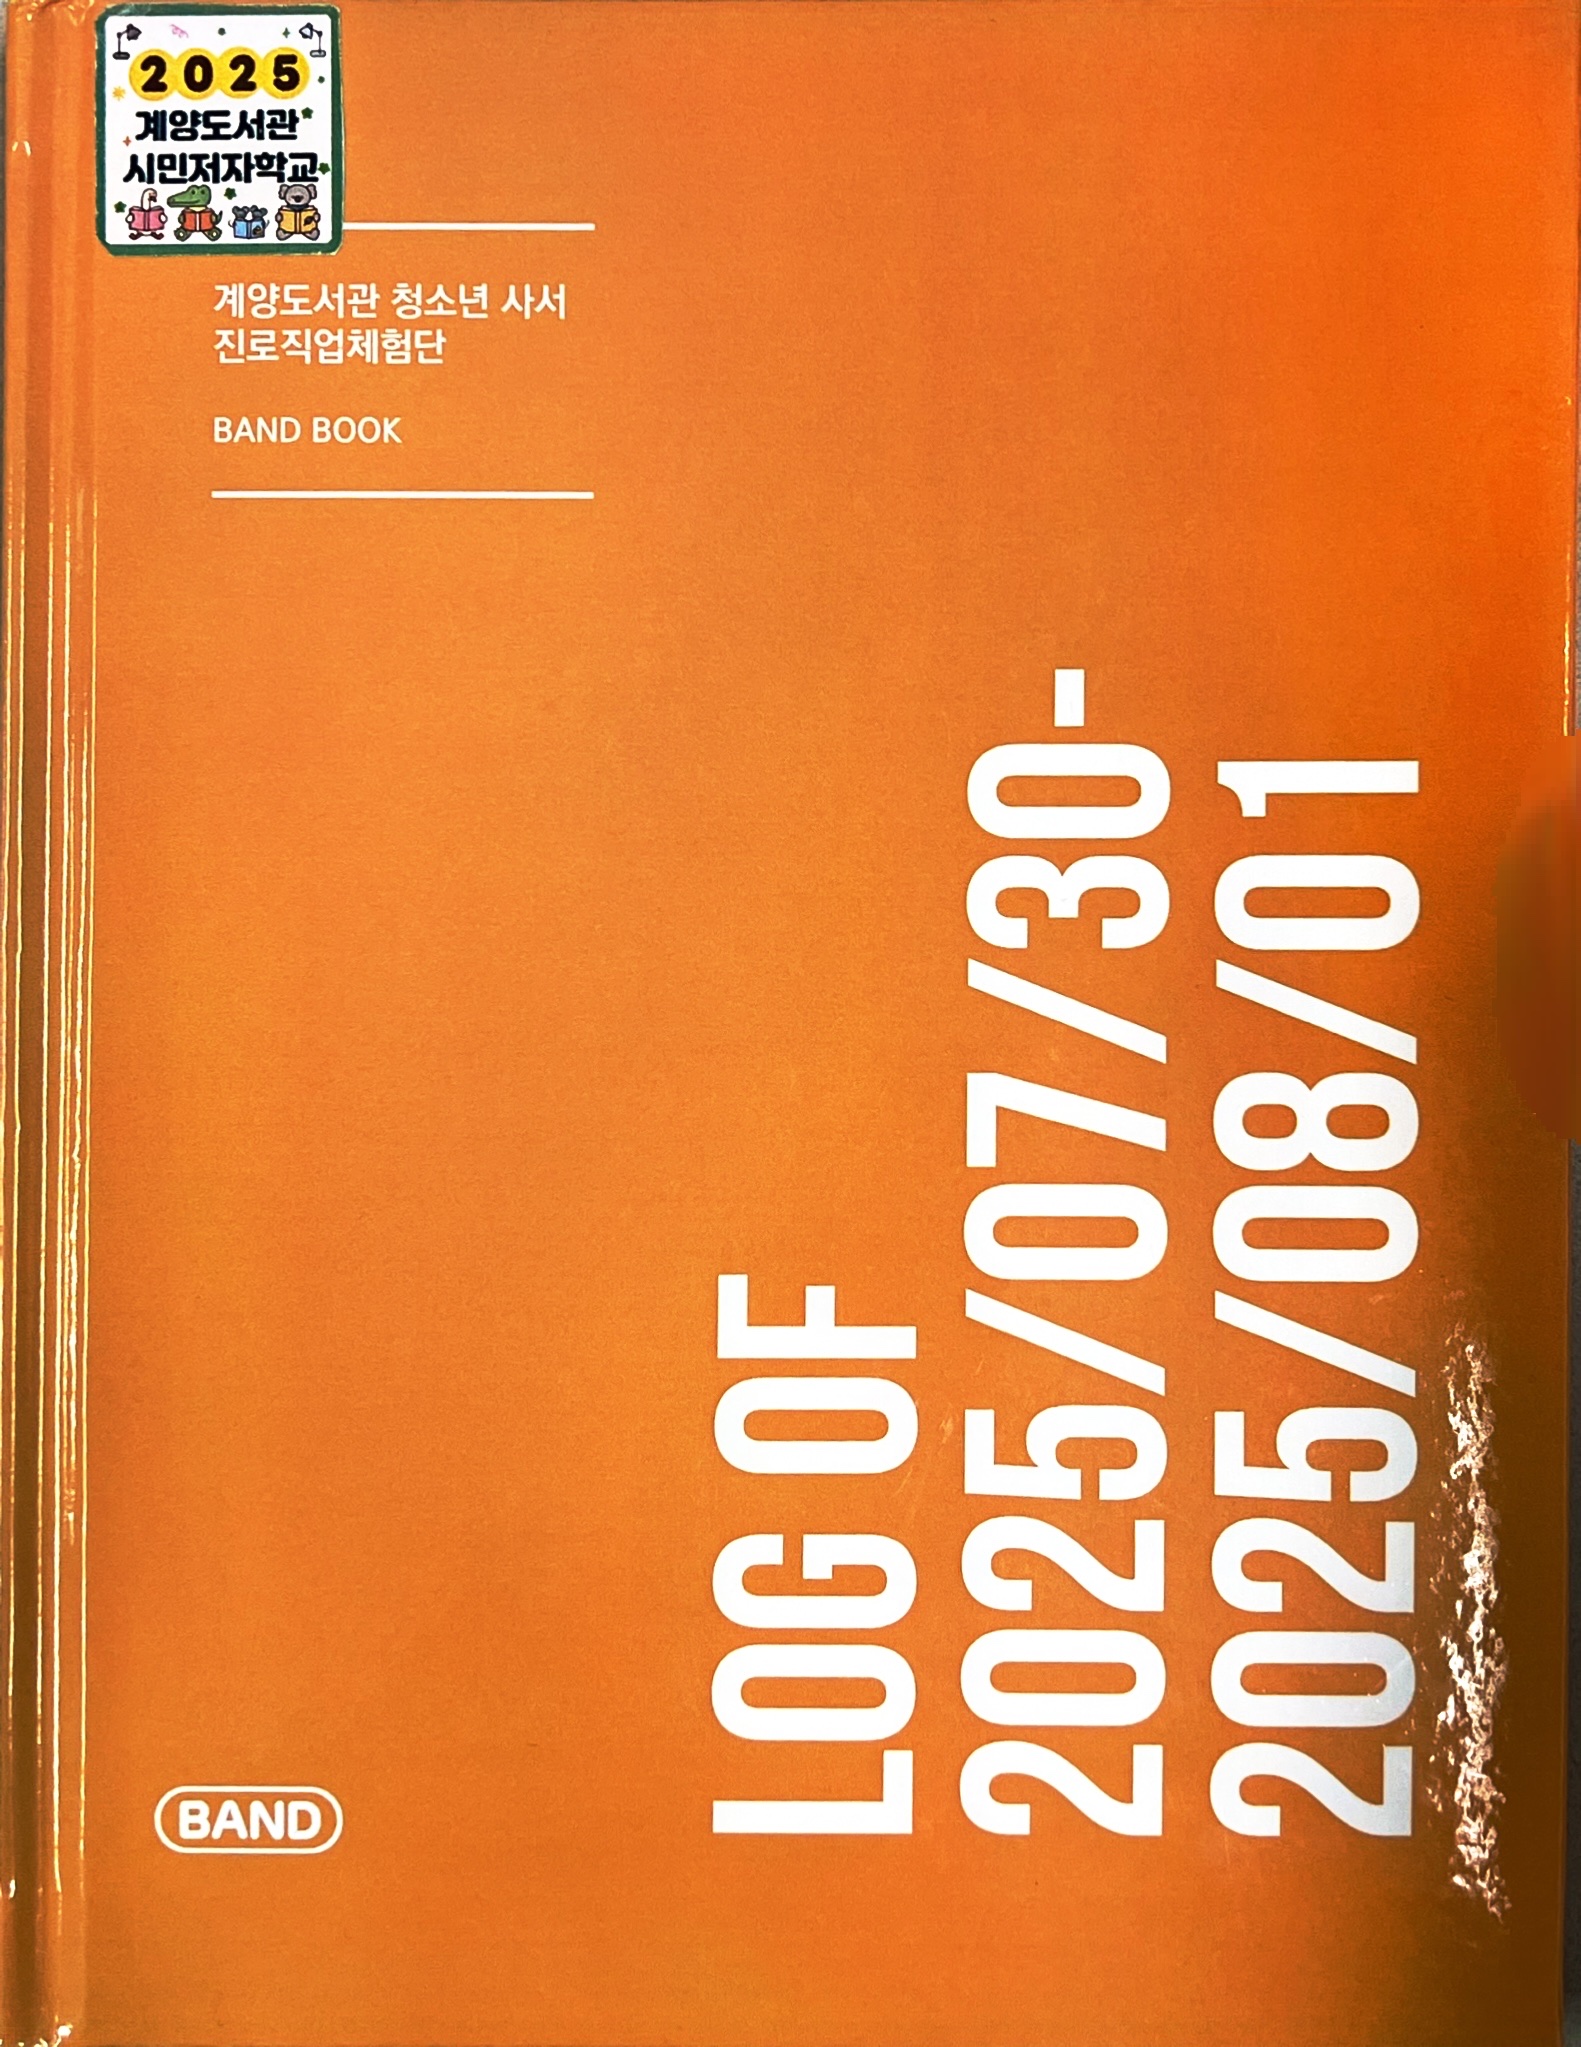 2025
계양도서관
시민저자학교
계양도서관 청소년 사서
진로직업체험단
BAND BOOK
LOG OF
2025/07/30-
2025/08/01
BAND